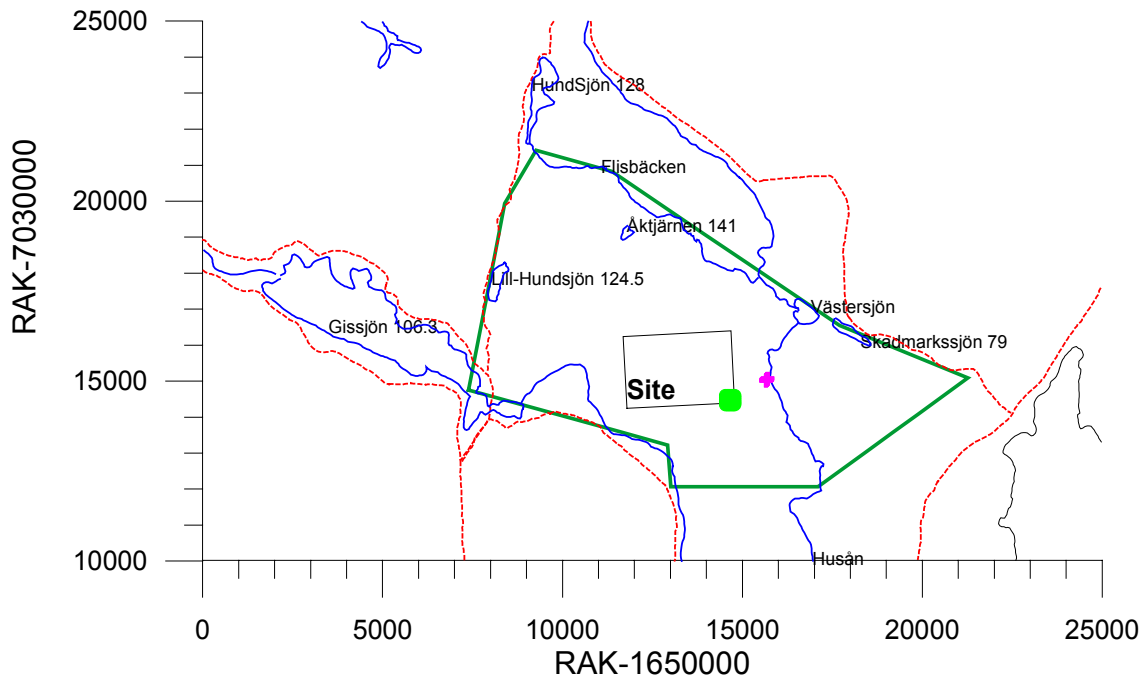 25000
HundSjön 128
Flisbäcken
20000
Åktjärnen 141
Lill-Hundsjön 124.5
Västersjön
Gissjön 106.3
Skadmarkssjön 79
15000
Site
10000
Husån
RAK-7030000
0 5000 10000 15000 20000 25000
RAK-1650000